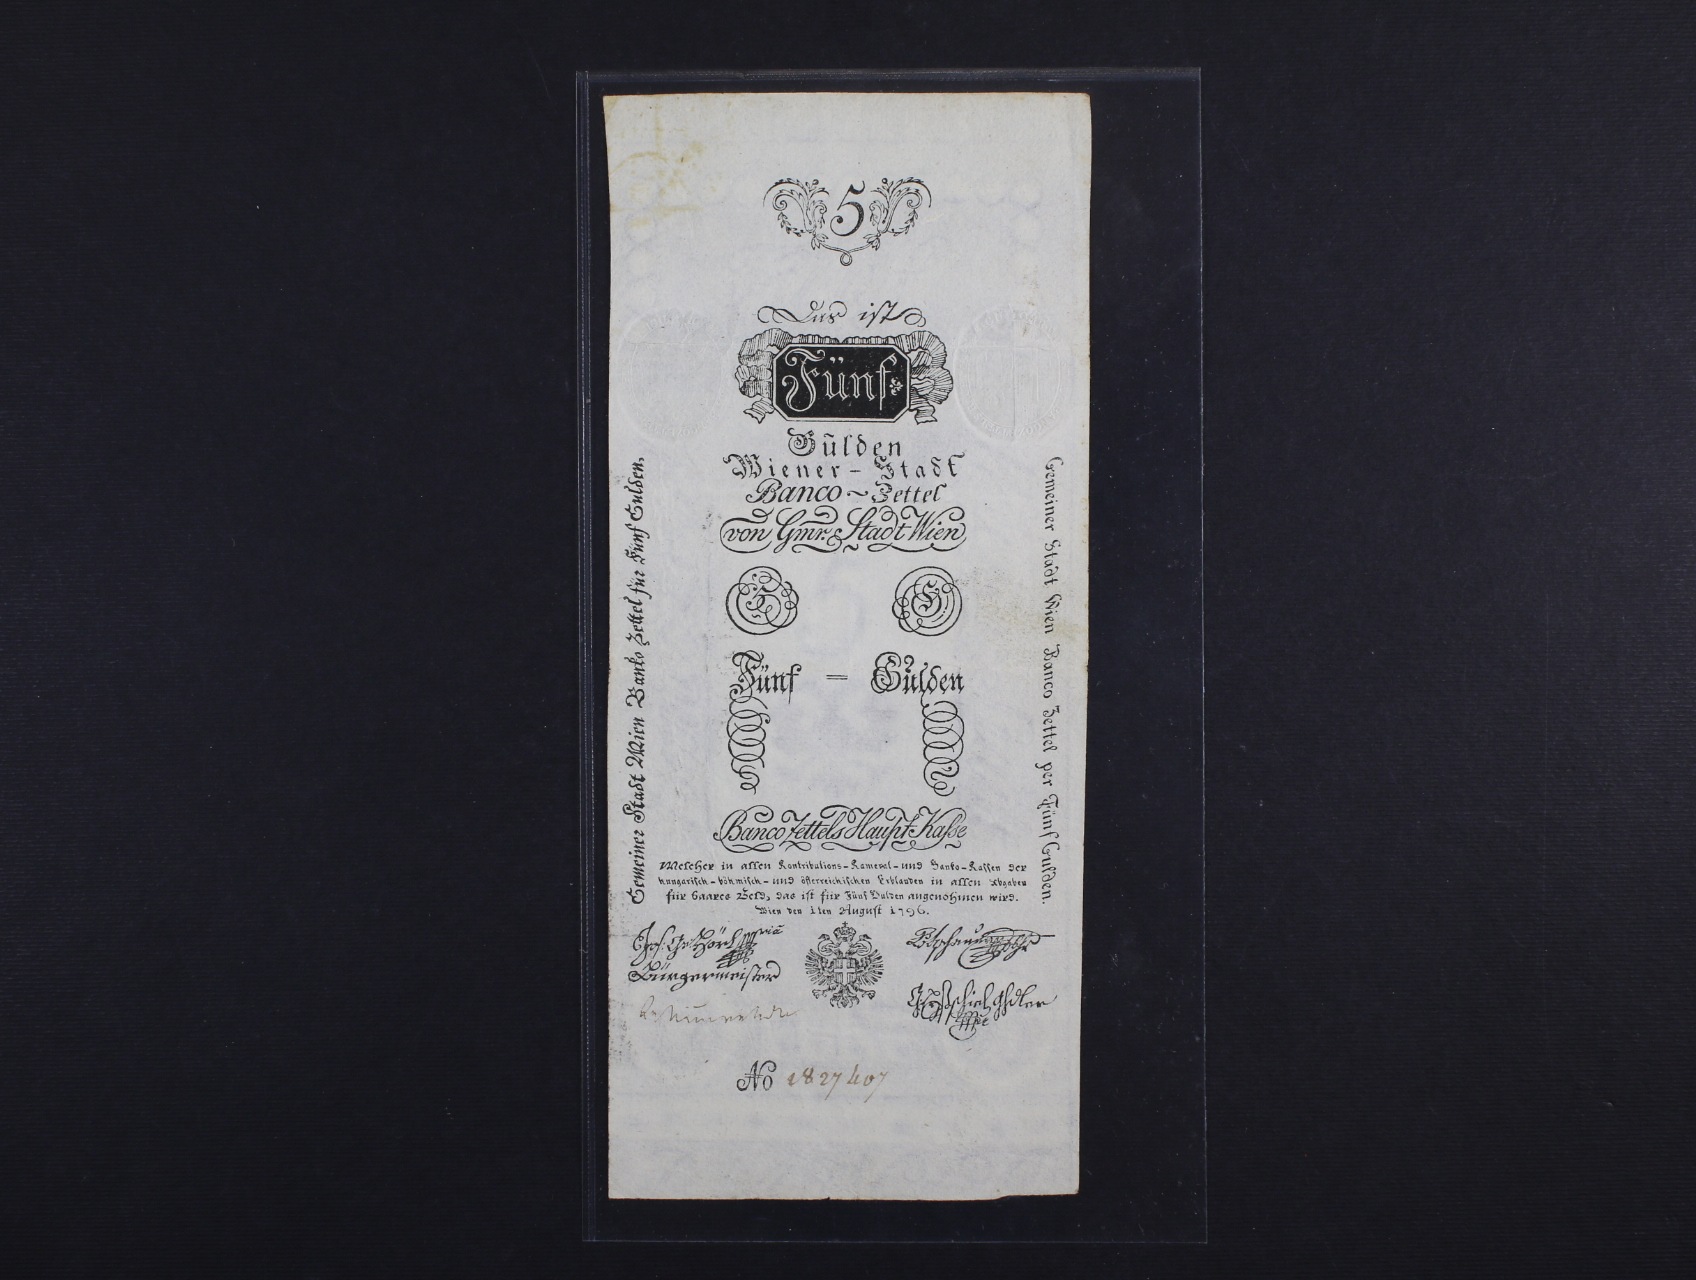 5
Das ist
Fünf
Gulden
Wiener-Stadt
Banco~Zettel
von Gmr. Stadt Wien
Fünf = Gulden
Banco Zettels Haupt-Kasse
Welcher in allen Kontributions-Kameral-und Banko-Kassen der
hungarisch-böhmisch-und österreichischen Erblanden in allen Abgaben
für baares Geld, das ist für Fünf Gulden angenohmen wird.
Wien den 1ten August 1796.
Gemeiner Stadt Wien Banko Zettel für Fünf Gulden,
Gemeiner Stadt Wien Banco Zettel per Fünf Gulden.
Bürgermeister
No 1827407